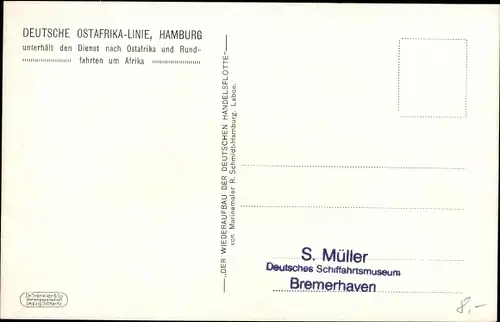 DEUTSCHE OSTAFRIKA-LINIE, HAMBURG
unterhält den Dienst nach Ostafrika und Rund-
fahrten um Afrika
„DER WIEDERAUFBAU DER DEUTSCHEN HANDELSFLOTTE"
von Marinemaler R. Schmidt-Hamburg, Laboe.
S. Müller
Deutsches Schiffahrtsmuseum
Bremerhaven
8,-